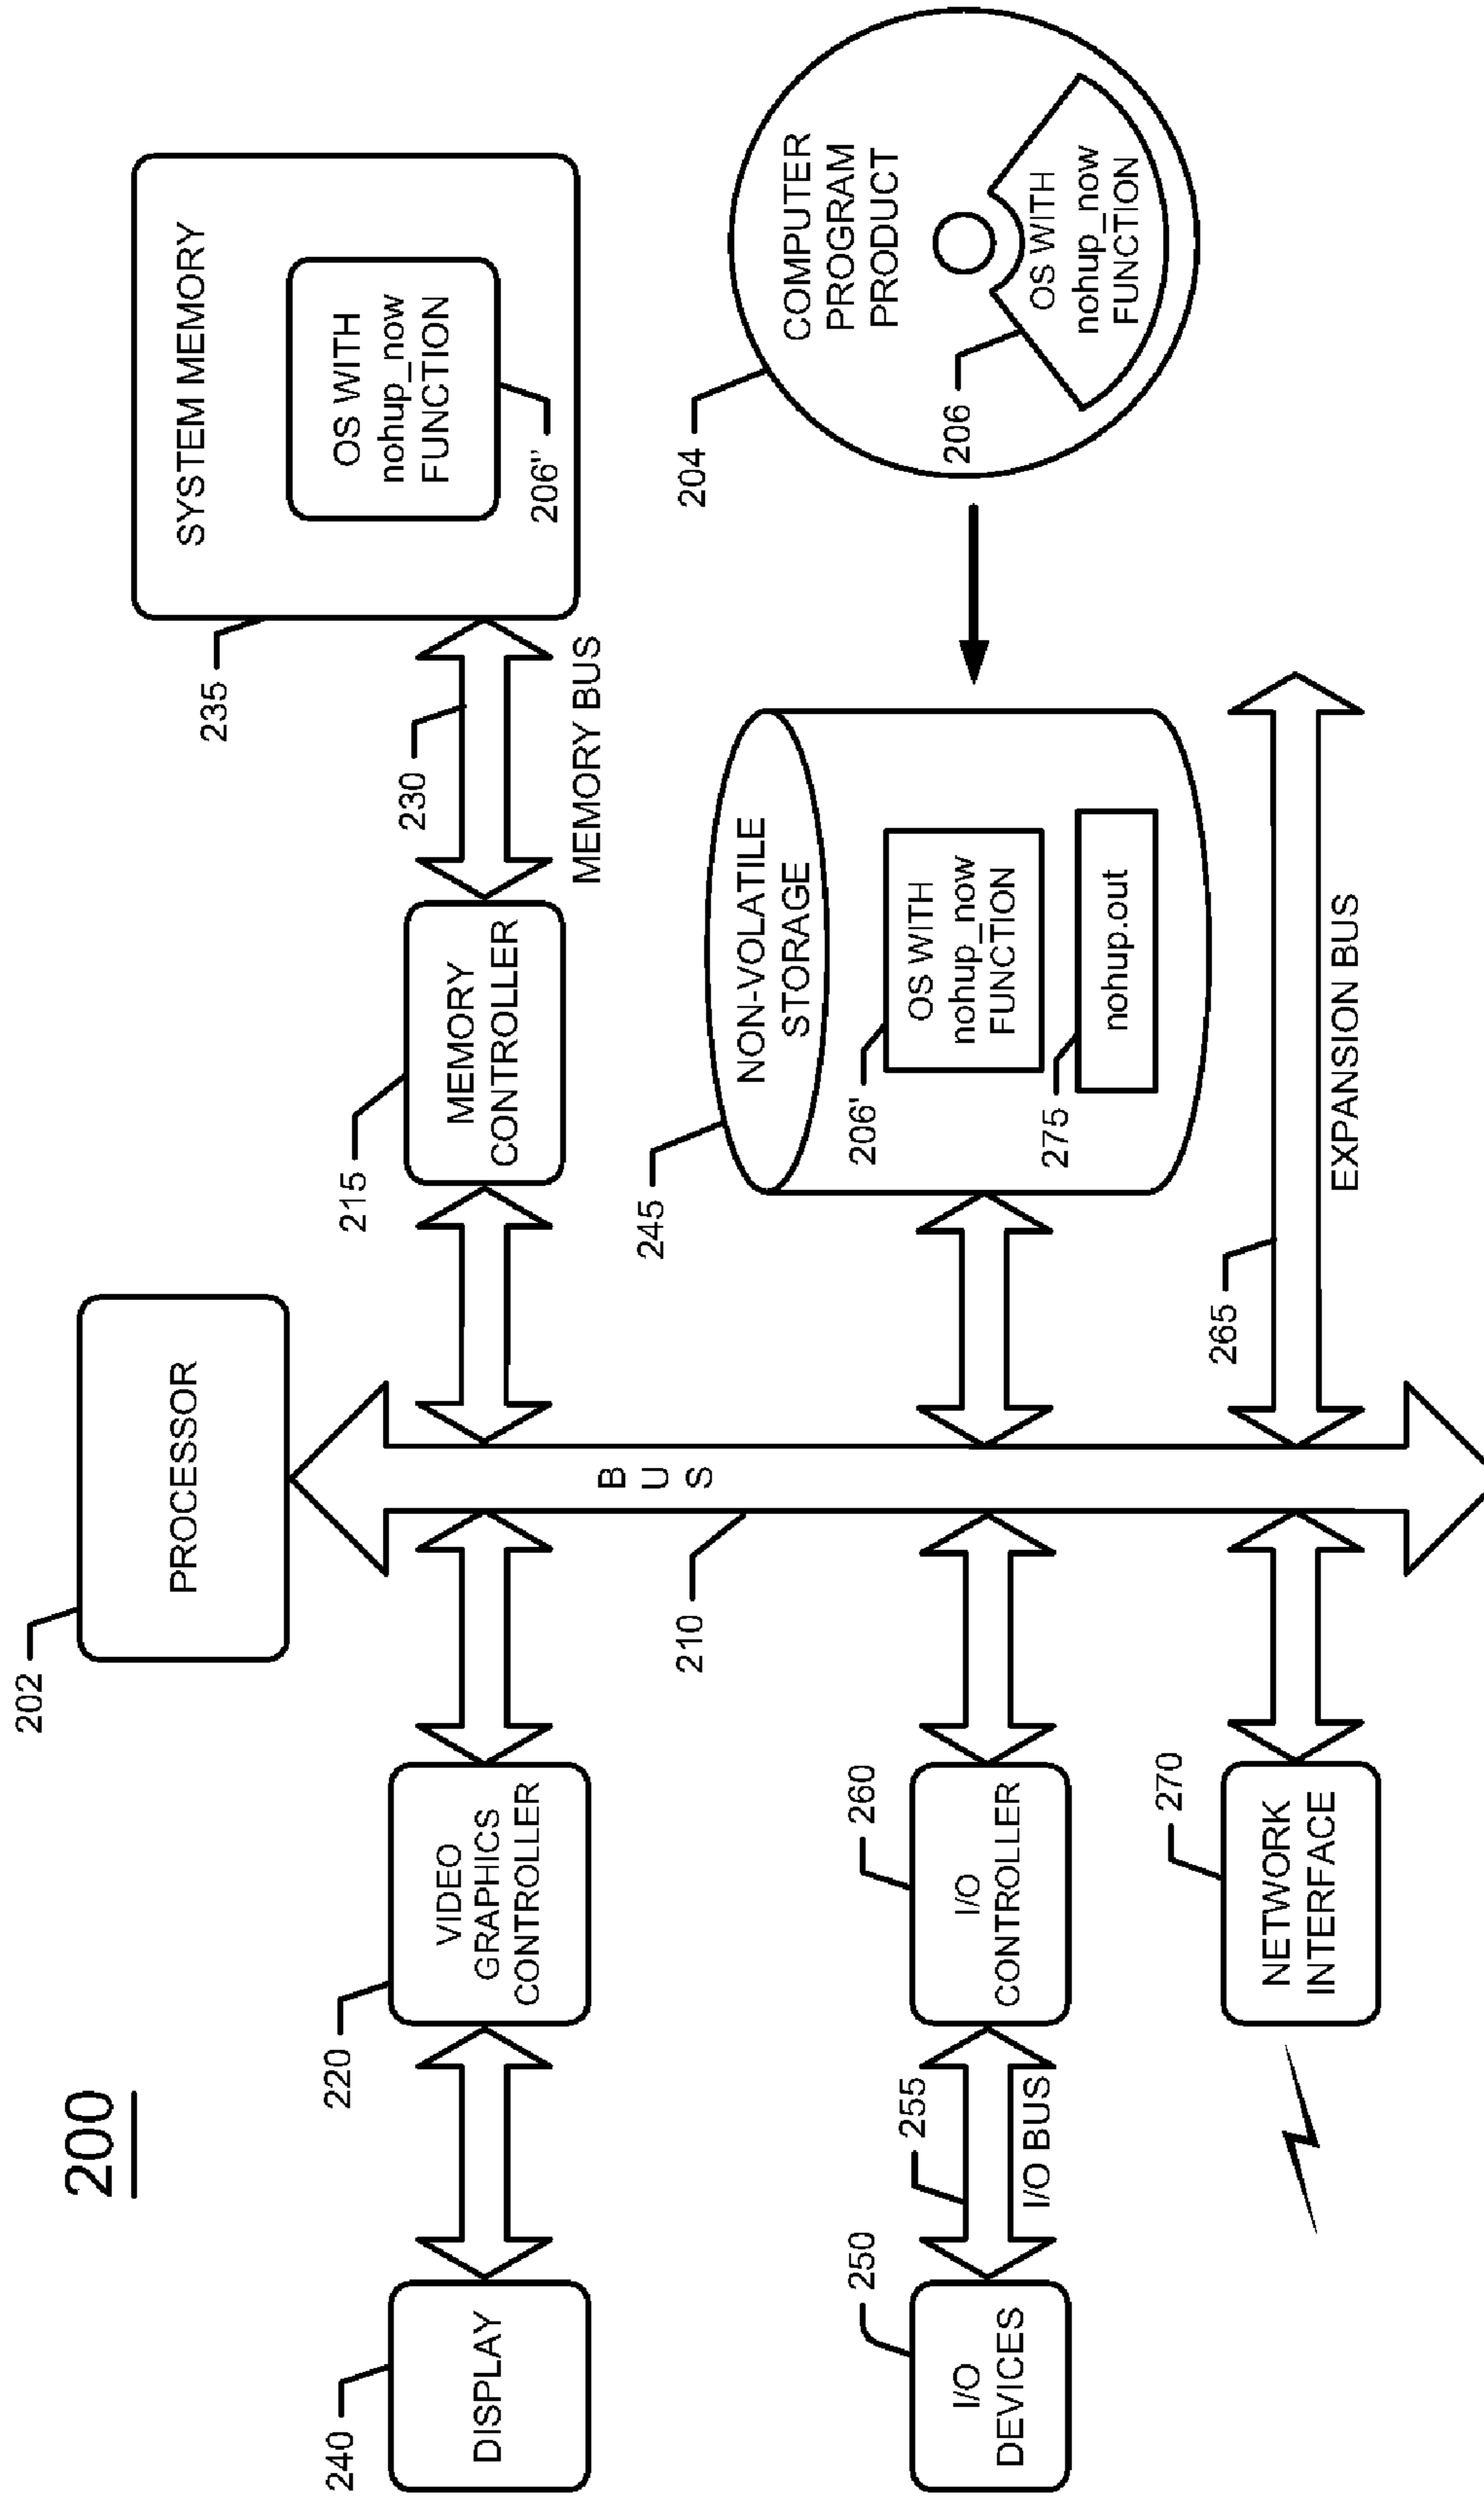 200
202
PROCESSOR
235
SYSTEM MEMORY
OS WITH
nohup_now
FUNCTION
206"
240
DISPLAY
220
VIDEO
GRAPHICS
CONTROLLER
215
MEMORY
CONTROLLER
230
MEMORY BUS
B
U
S
210
204
COMPUTER
PROGRAM
PRODUCT
206
OS WITH
nohup_now
FUNCTION
245
NON-VOLATILE
STORAGE
206'
OS WITH
nohup_now
FUNCTION
275
nohup.out
250
I/O
DEVICES
255
I/O BUS
260
I/O
CONTROLLER
270
NETWORK
INTERFACE
265
EXPANSION BUS